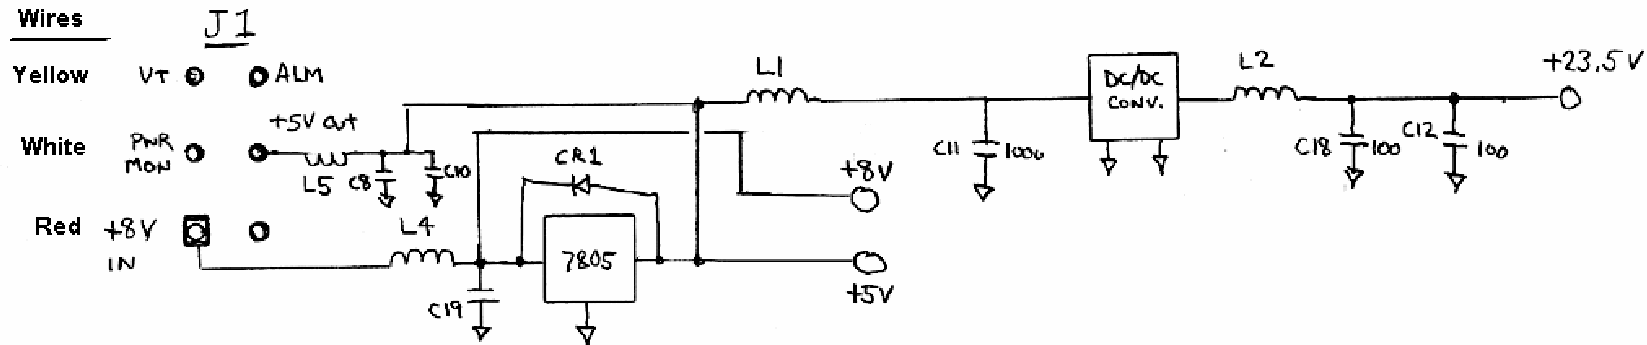 Wires
J1
Yellow
VT
ALM
White
PWR
MON
+5V out
L5
C8
C10
Red
+8V
IN
L4
C19
CR1
7805
+8V
+5V
L1
C11
1000
DC/DC
CONV.
L2
C18
100
C12
100
+23.5V